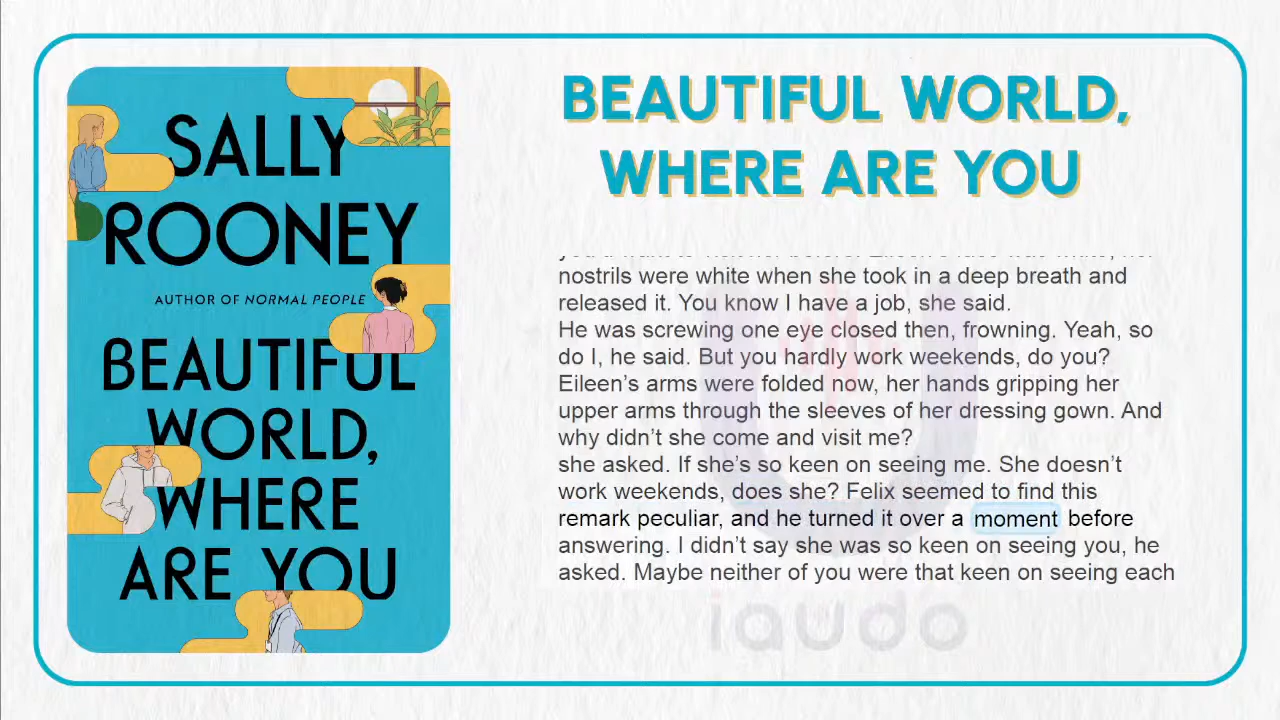 SALLY
ROONEY
AUTHOR OF NORMAL PEOPLE
BEAUTIFUL
WORLD,
WHERE
ARE YOU
BEAUTIFUL WORLD,
WHERE ARE YOU
nostrils were white when she took in a deep breath and
released it. You know I have a job, she said.
He was screwing one eye closed then, frowning. Yeah, so
do I, he said. But you hardly work weekends, do you?
Eileen’s arms were folded now, her hands gripping her
upper arms through the sleeves of her dressing gown. And
why didn’t she come and visit me?
she asked. If she’s so keen on seeing me. She doesn’t
work weekends, does she? Felix seemed to find this
remark peculiar, and he turned it over a moment before
answering. I didn’t say she was so keen on seeing you, he
asked. Maybe neither of you were that keen on seeing each
iaudo